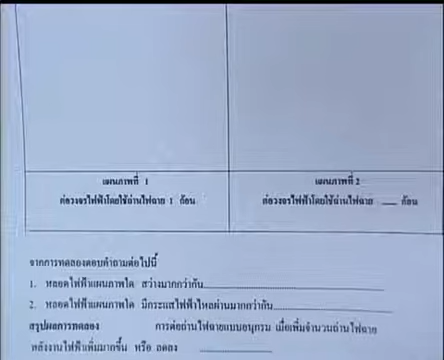 แผนภาพที่ 1
แผนภาพที่ 2
ต่อวงจรไฟฟ้าโดยใช้ถ่านไฟฉาย 1 ก้อน
ต่อวงจรไฟฟ้าโดยใช้ถ่านไฟฉาย ___ ก้อน
จากการทดลองตอบคำถามต่อไปนี้
1. หลอดไฟฟ้าแผนภาพใด สว่างมากกว่ากัน
2. หลอดไฟฟ้าแผนภาพใด มีกระแสไฟฟ้าไหลผ่านมากกว่ากัน
สรุปผลการทดลอง การต่อถ่านไฟฉายแบบอนุกรม เมื่อเพิ่มจำนวนถ่านไฟฉาย
พลังงานไฟฟ้าเพิ่มมากขึ้น หรือ ลดลง